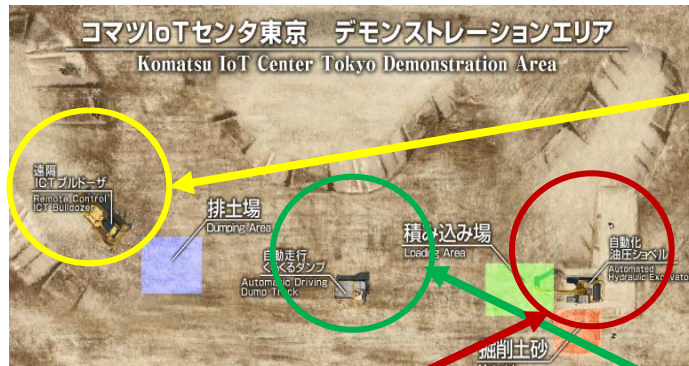 コマツIoTセンタ東京 デモンストレーションエリア
Komatsu IoT Center Tokyo Demonstration Area
遠隔
ICTブルドーザ
Remote Control
ICT Bulldozer
排土場
Dumping Area
自動走行
くるくるダンプ
Automatic Driving
Dump Truck
積み込み場
Loading Area
自動化
油圧ショベル
Automated
Hydraulic Excavato
掘削土砂